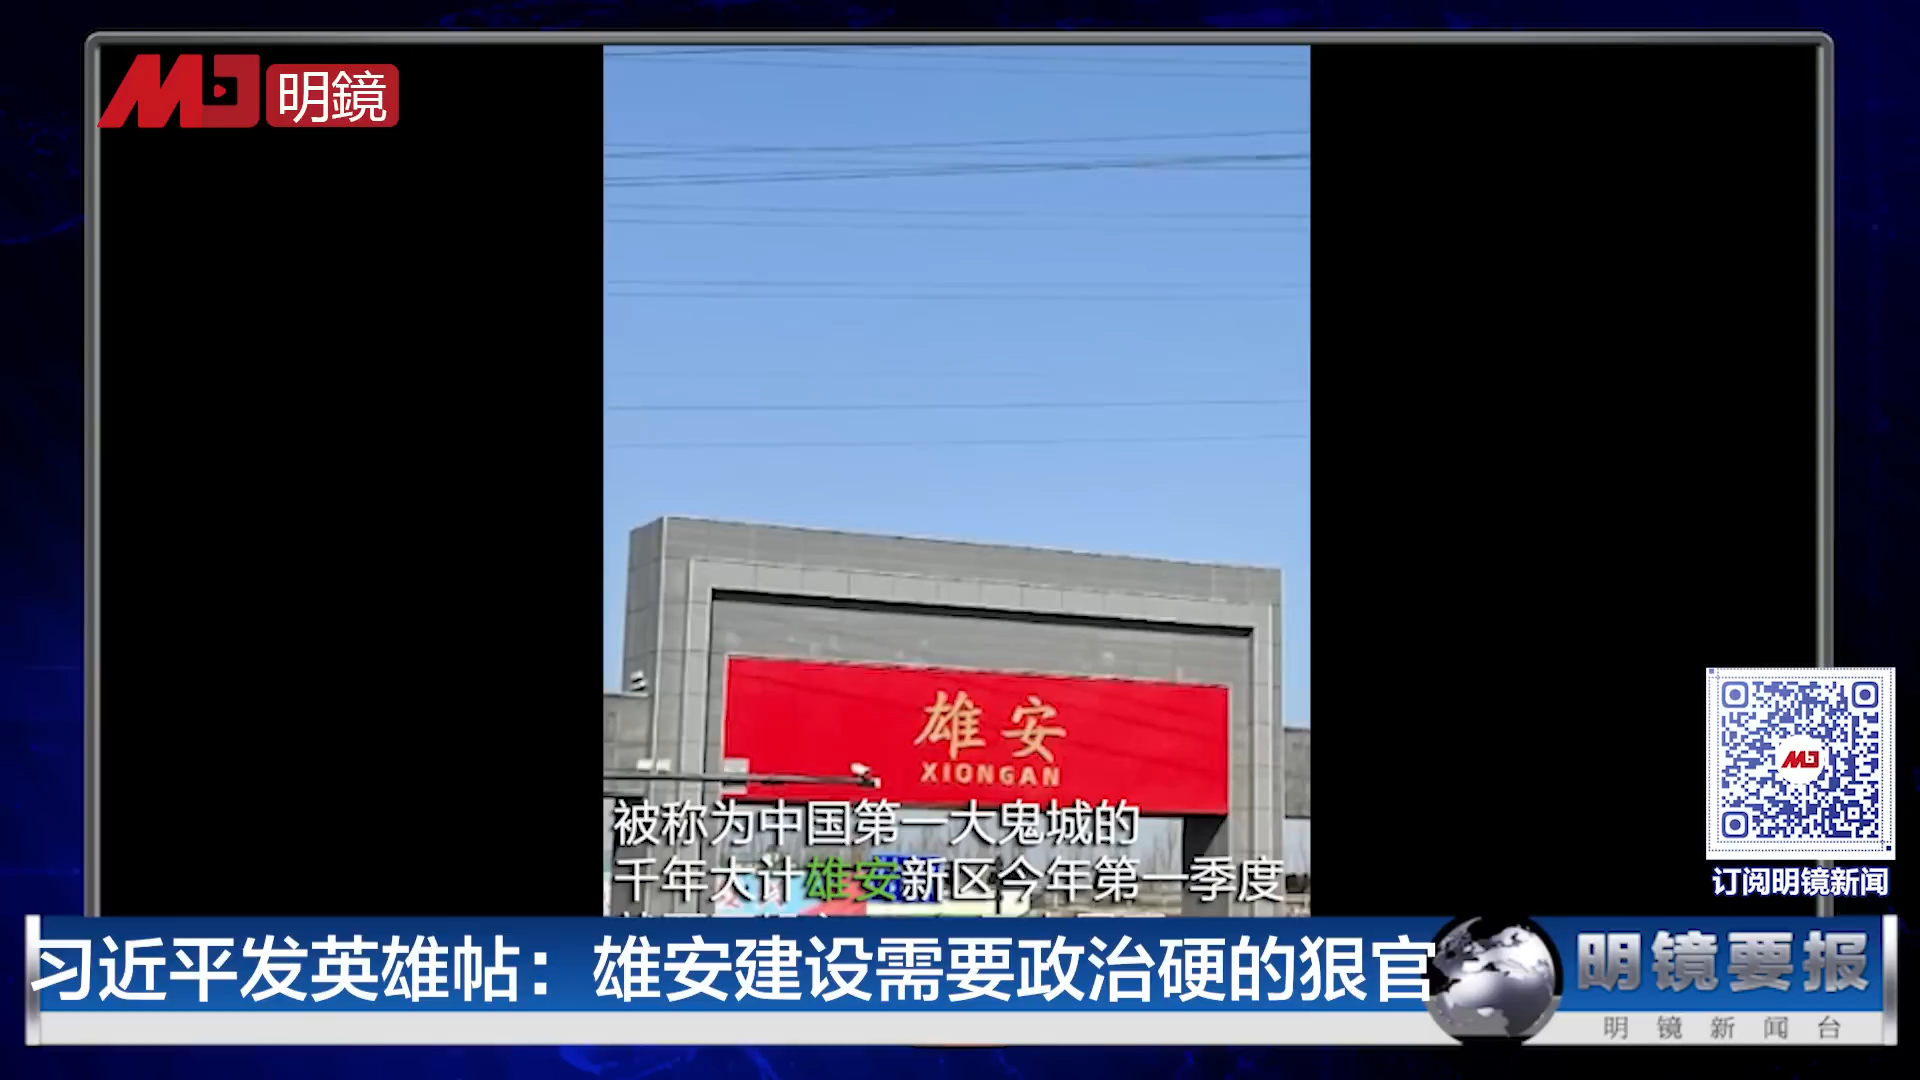 明鏡
雄安
XIONGAN
被称为中国第一大鬼城的
千年大计雄安新区今年第一季度
订阅明镜新闻
习近平发英雄帖：雄安建设需要政治硬的狠官
明镜要报
明镜新闻台